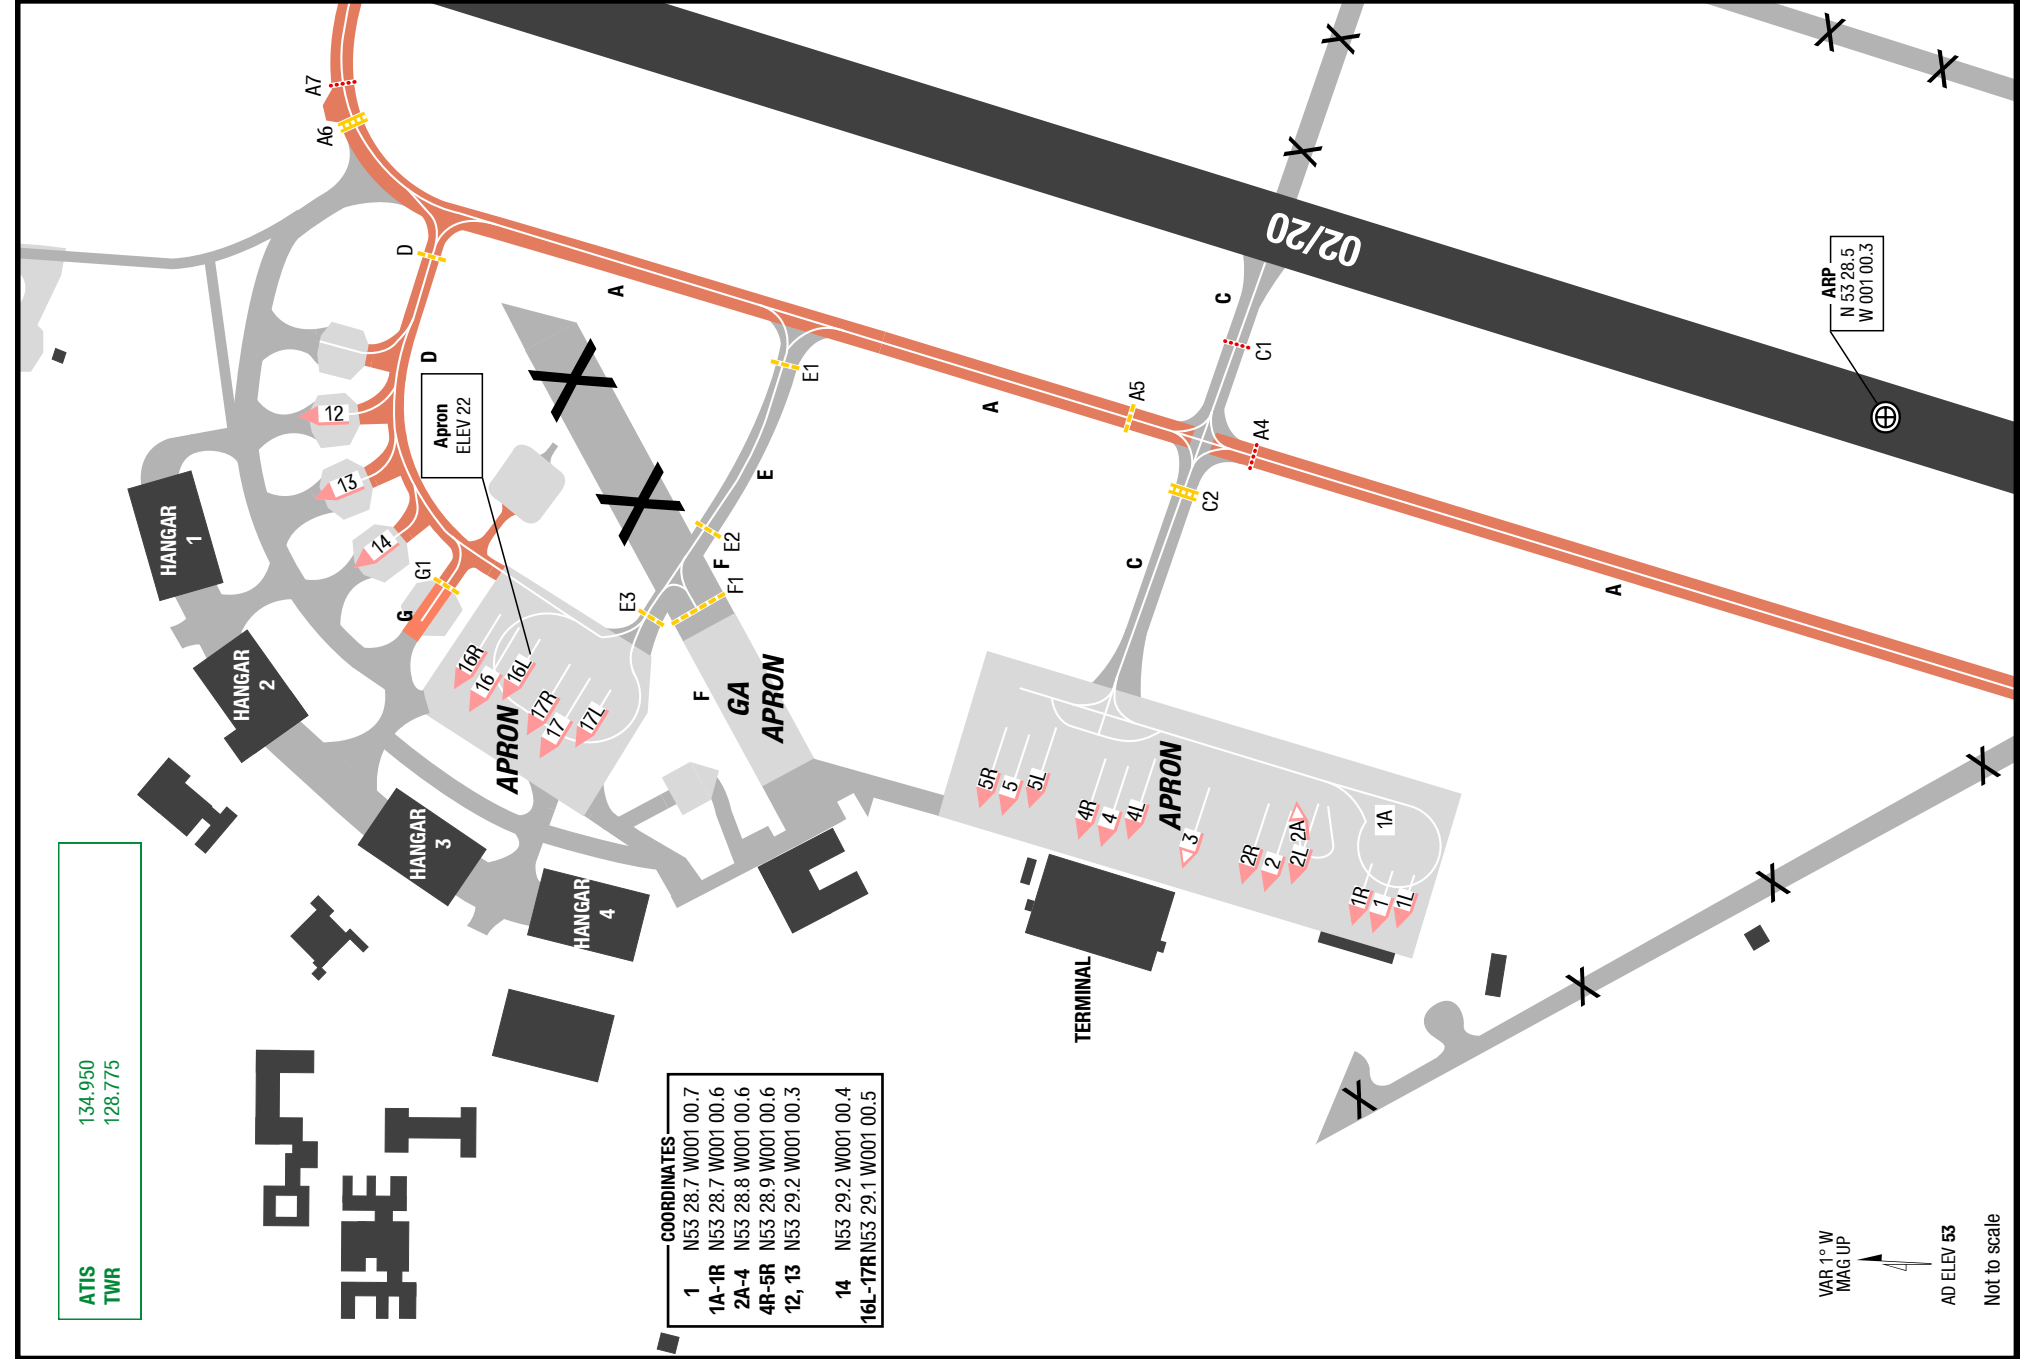 ATIS 134.950
TWR 128.775
HANGAR
1
HANGAR
2
HANGAR
3
HANGAR
4
A7
A6
D
D
12
13
14
G1
G
Apron
ELEV 22
A
E1
E
E2
F
F1
E3
16R
16
16L
17R
17
17L
APRON
F
GA
APRON
A
A5
A4
C
C1
C2
C
A
02/20
ARP
N 53 28.5
W 001 00.3
5R
5
5L
4R
4
4L
APRON
3
2R
2
2L
2A
1A
1R
1
1L
TERMINAL
COORDINATES
1 N53 28.7 W001 00.7
1A-1R N53 28.7 W001 00.6
2A-4 N53 28.8 W001 00.6
4R-5R N53 28.9 W001 00.6
12, 13 N53 29.2 W001 00.3
14 N53 29.2 W001 00.4
16L-17R N53 29.1 W001 00.5
VAR 1° W
MAG UP
AD ELEV 53
Not to scale